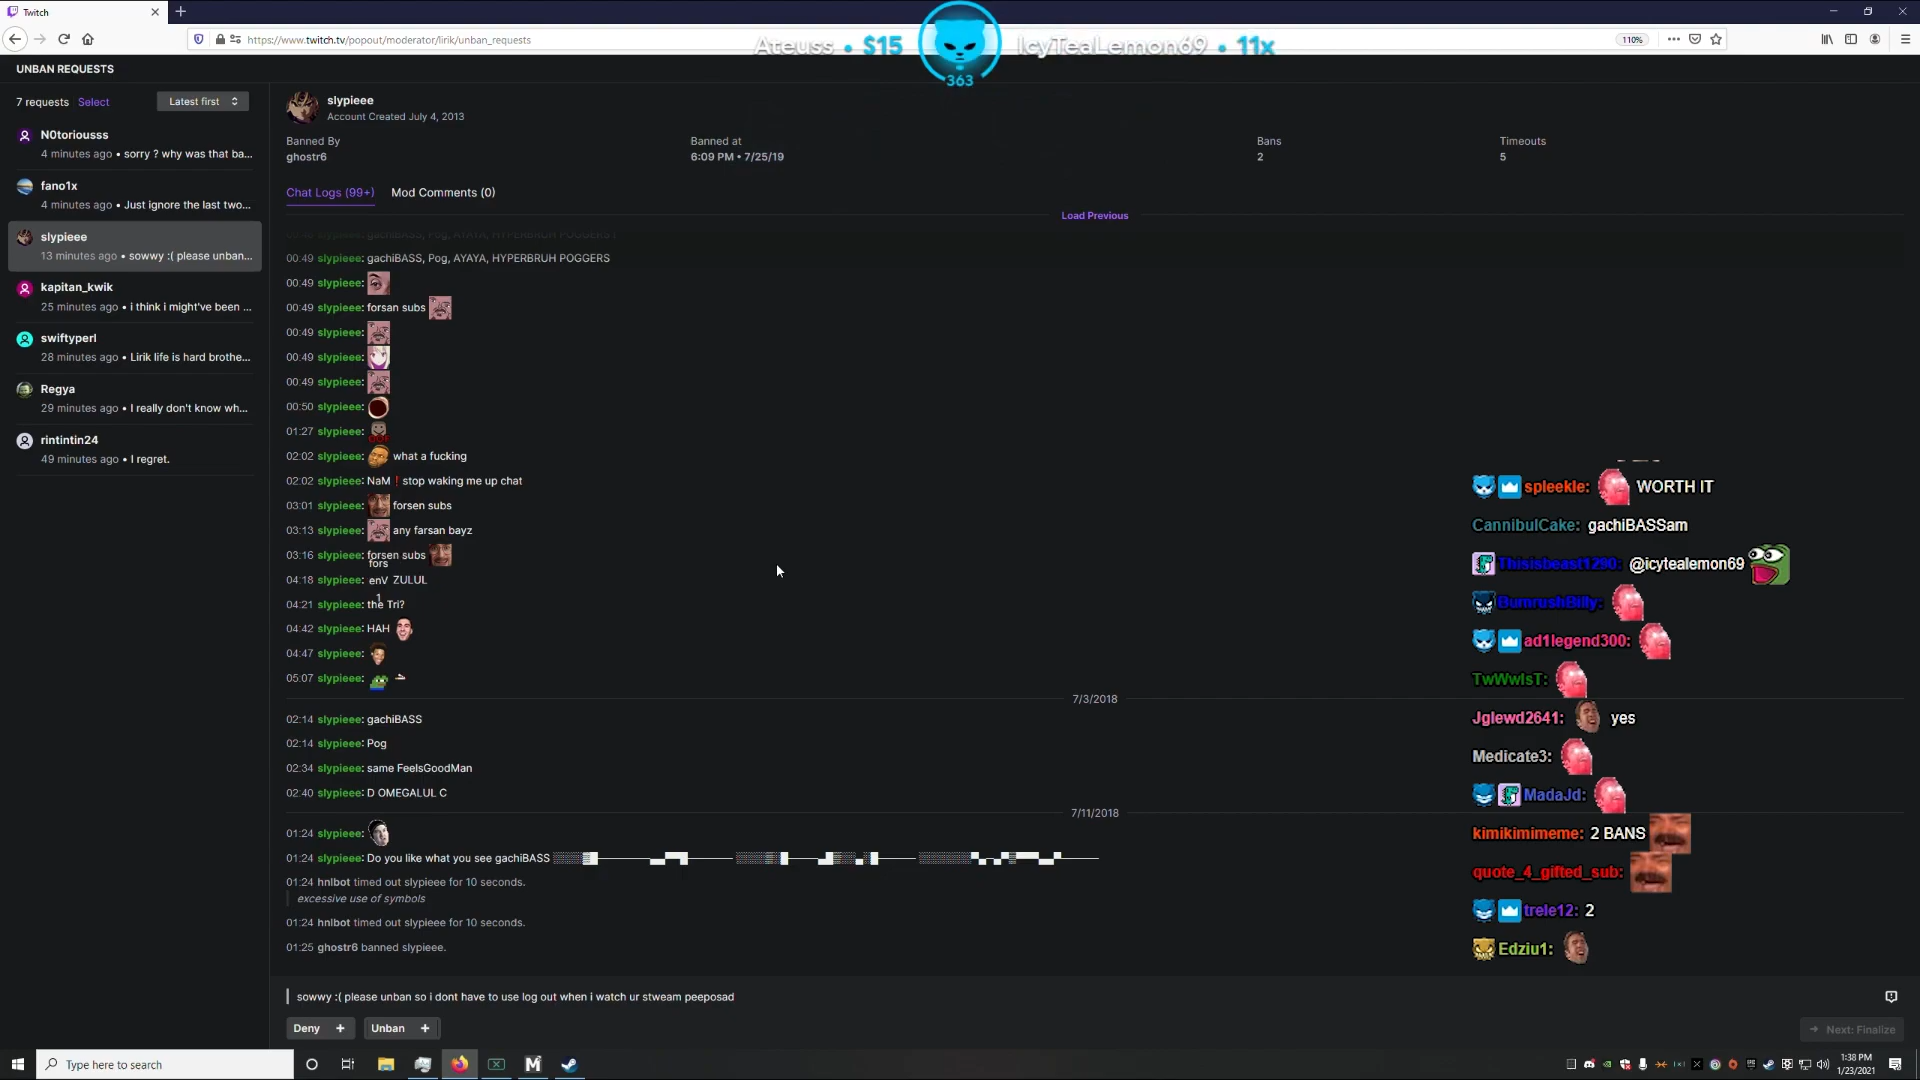 Twitch
https://www.twitch.tv/popout/moderator/lirik/unban_requests
110%
Ateuss • $15
363
IcyTeaLemon69 • 11x
UNBAN REQUESTS
7 requests Select
Latest first
N0toriousss
4 minutes ago • sorry ? why was that ba...
fano1x
4 minutes ago • Just ignore the last two...
slypieee
13 minutes ago • sowwy :( please unban...
kapitan_kwik
25 minutes ago • i think i might've been ...
swiftyperl
28 minutes ago • Lirik life is hard brothe...
Regya
29 minutes ago • I really don't know wh...
rintintin24
49 minutes ago • I regret.
slypieee
Account Created July 4, 2013
Banned By
ghostr6
Banned at
6:09 PM • 7/25/19
Bans
2
Timeouts
5
Chat Logs (99+)
Mod Comments (0)
Load Previous
00:49 slypieee: gachiBASS, Pog, AYAYA, HYPERBRUH POGGERS
00:49 slypieee:
00:49 slypieee: forsan subs
00:49 slypieee:
00:49 slypieee:
00:49 slypieee:
00:50 slypieee:
01:27 slypieee:
02:02 slypieee: what a fucking
02:02 slypieee: NaM ! stop waking me up chat
03:01 slypieee: forsen subs
03:13 slypieee: any farsan bayz
03:16 slypieee: forsen subs
04:18 slypieee: fors enV ZULUL
04:21 slypieee: the 1 Tri?
04:42 slypieee: HAH
04:47 slypieee:
05:07 slypieee:
7/3/2018
02:14 slypieee: gachiBASS
02:14 slypieee: Pog
02:34 slypieee: same FeelsGoodMan
02:40 slypieee: D OMEGALUL C
7/11/2018
01:24 slypieee:
01:24 slypieee: Do you like what you see gachiBASS
01:24 hnlbot timed out slypieee for 10 seconds.
excessive use of symbols
01:24 hnlbot timed out slypieee for 10 seconds.
01:25 ghostr6 banned slypieee.
sowwy :( please unban so i dont have to use log out when i watch ur stweam peeposad
Deny +
Unban +
Next: Finalize
spleekle: WORTH IT
CannibulCake: gachiBASSam
Thisisbeast1290: @icytealemon69
BumrushBilly:
ad1legend300:
TwWwIsT:
Jglewd2641: yes
Medicate3:
MadaJd:
kimikimimeme: 2 BANS
quote_4_gifted_sub:
trele12: 2
Edziu1:
Type here to search
1:38 PM
1/23/2021